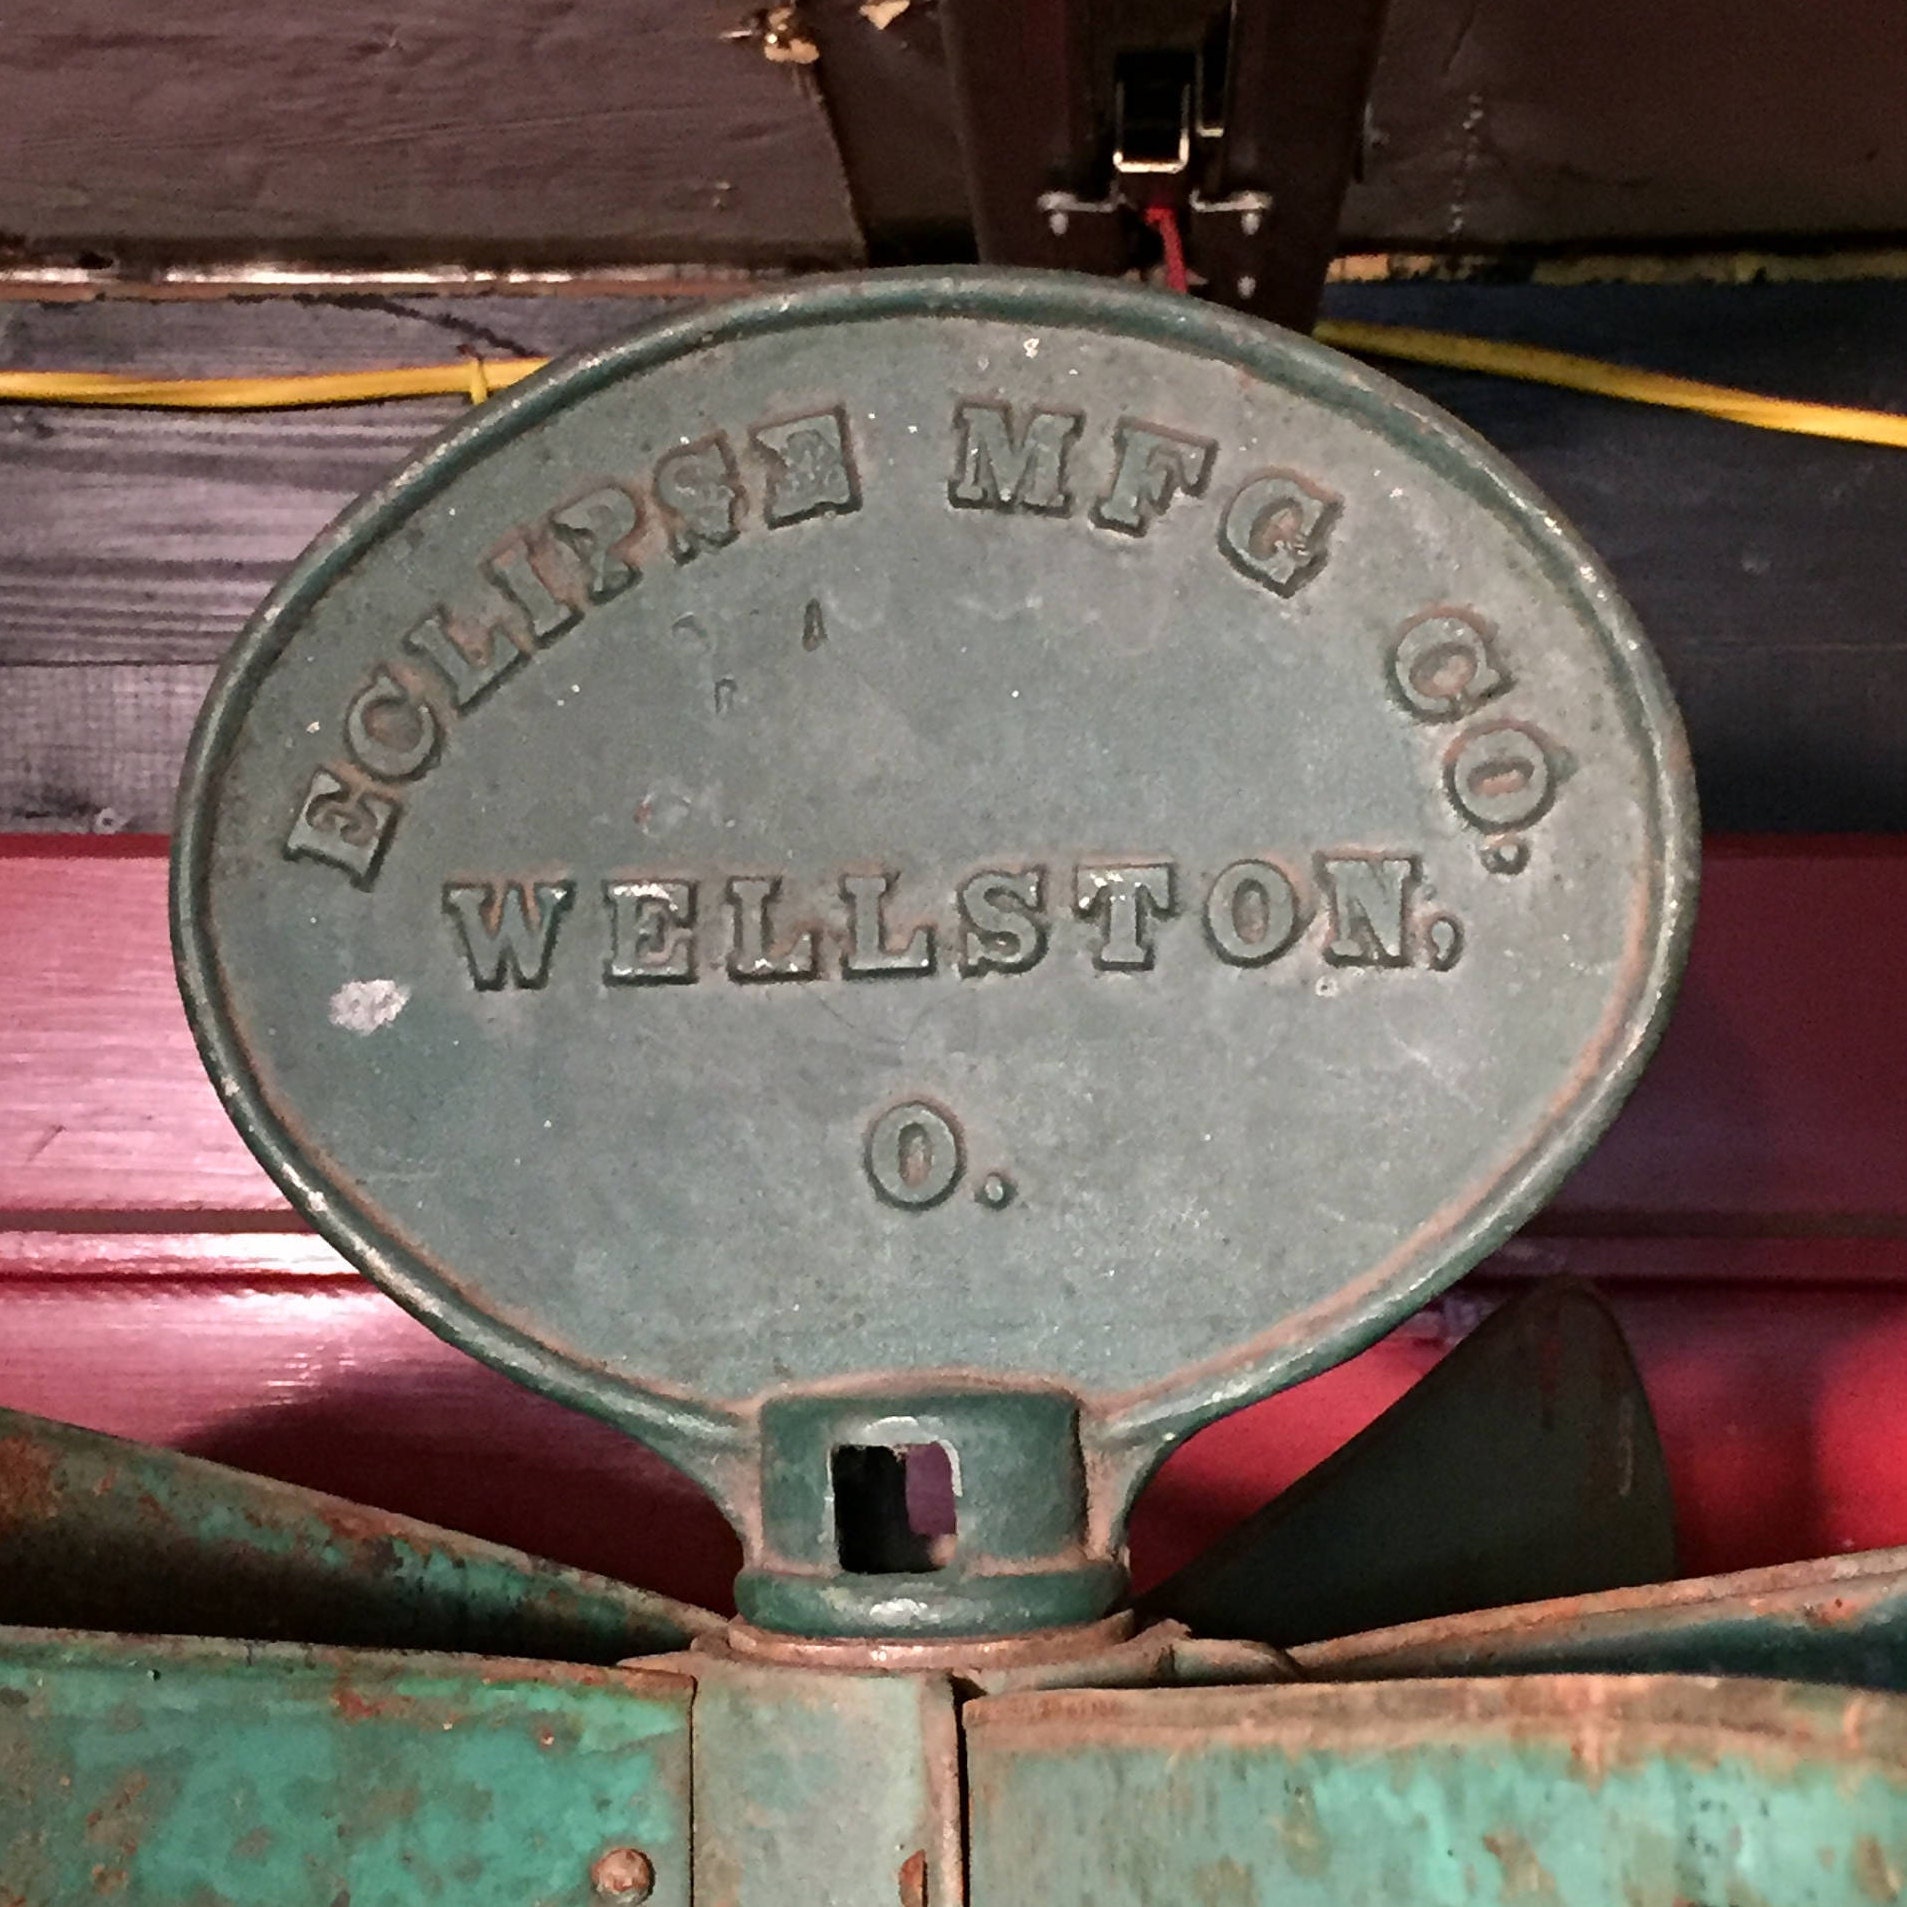 ECLIPSE MFG CO.
WELLSTON,
O.